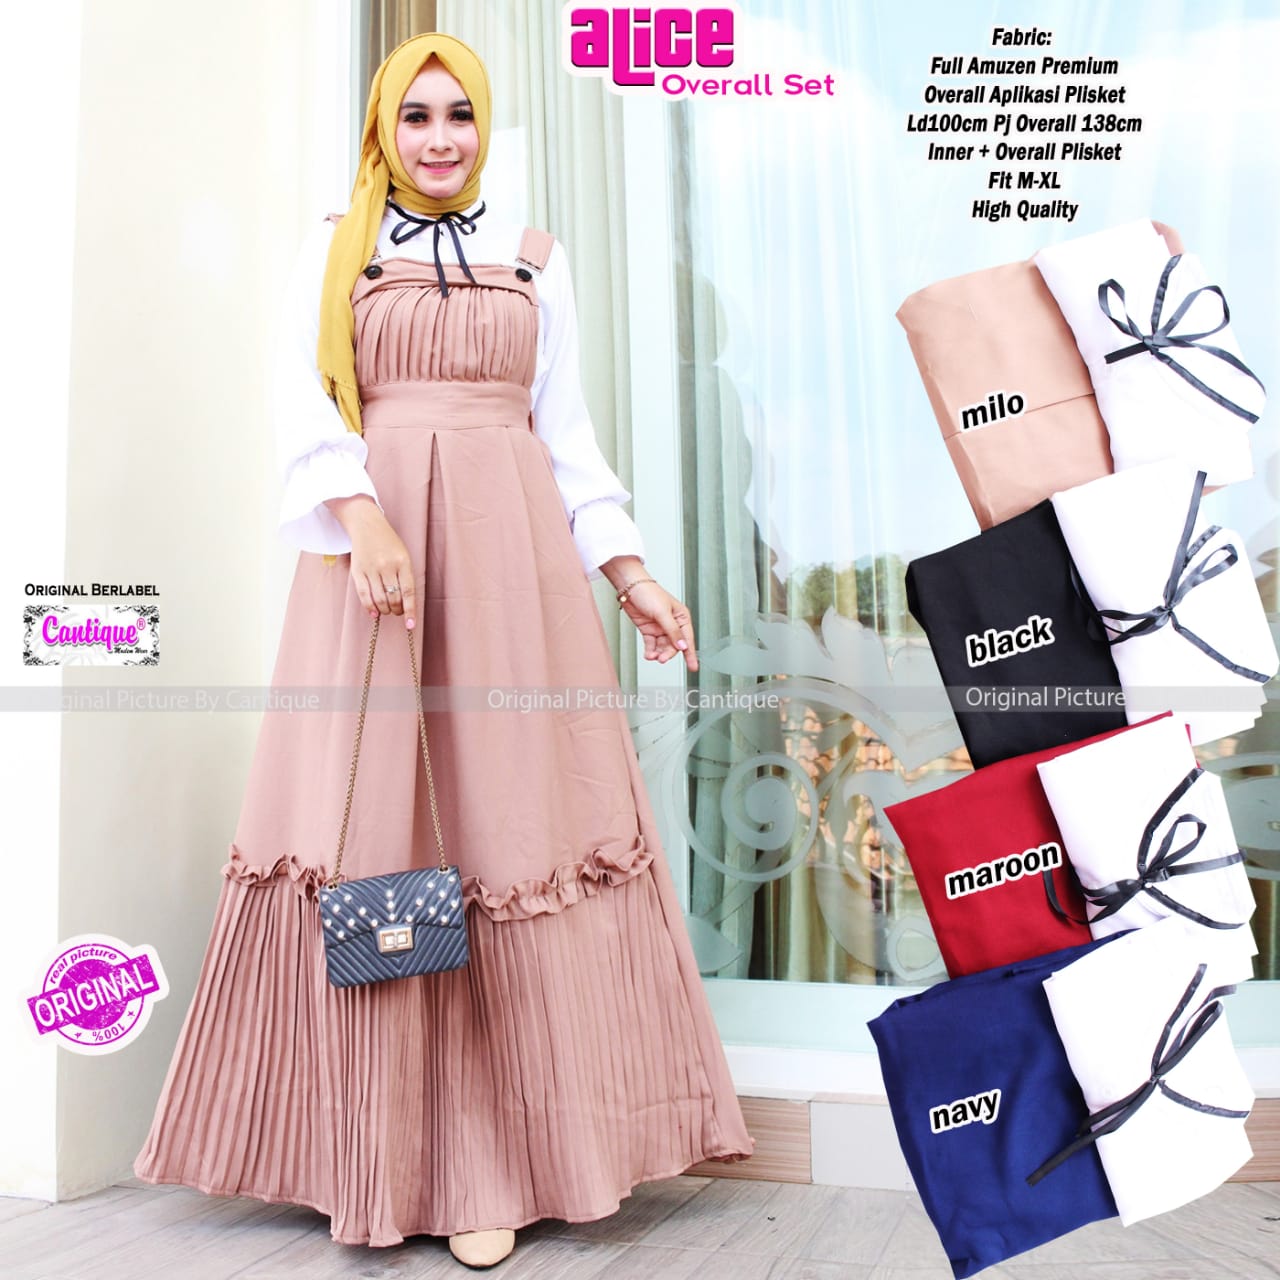 aLice
Overall Set
Fabric:
Full Amuzen Premium
Overall Aplikasi Plisket
Ld100cm Pj Overall 138cm
Inner + Overall Plisket
Fit M-XL
High Quality
milo
black
maroon
navy
Original Berlabel
Cantique®
Muslem Wear
Original Picture By Cantique
Original Picture By Cantique
Original Picture
real picture
ORIGINAL
100%